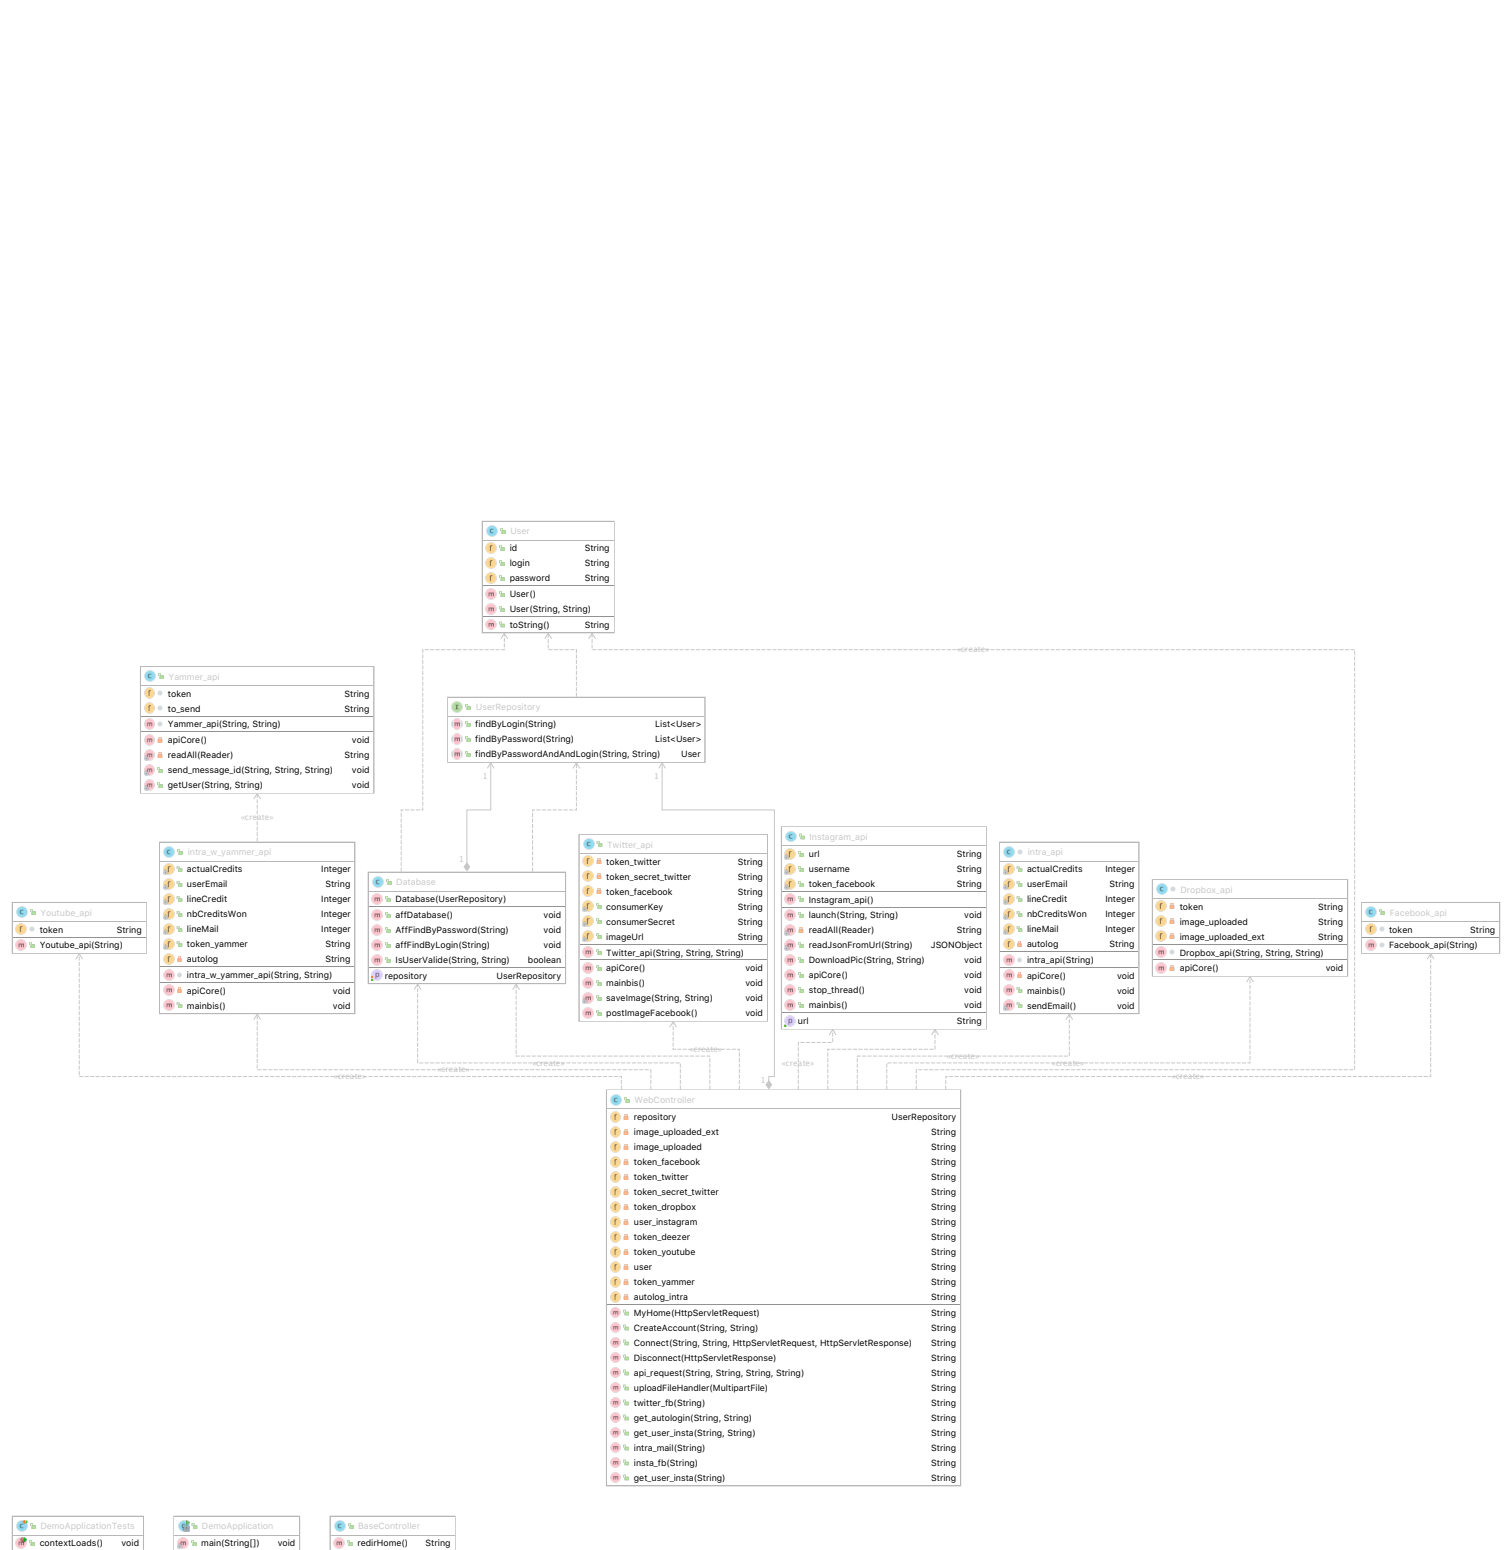 User
id String
login String
password String
User()
User(String, String)
toString() String
«create»
Yammer_api
token String
to_send String
Yammer_api(String, String)
apiCore() void
readAll(Reader) String
send_message_id(String, String, String) void
getUser(String, String) void
UserRepository
findByLogin(String) List<User>
findByPassword(String) List<User>
findByPasswordAndAndLogin(String, String) User
1
1
«create»
intra_w_yammer_api
actualCredits Integer
userEmail String
lineCredit Integer
nbCreditsWon Integer
lineMail Integer
token_yammer String
autolog String
intra_w_yammer_api(String, String)
apiCore() void
mainbis() void
1
Database
Database(UserRepository)
affDatabase() void
AffFindByPassword(String) void
affFindByLogin(String) void
IsUserValide(String, String) boolean
repository UserRepository
Twitter_api
token_twitter String
token_secret_twitter String
token_facebook String
consumerKey String
consumerSecret String
imageUrl String
Twitter_api(String, String, String)
apiCore() void
mainbis() void
saveImage(String, String) void
postImageFacebook() void
Instagram_api
url String
username String
token_facebook String
Instagram_api()
launch(String, String) void
readAll(Reader) String
readJsonFromUrl(String) JSONObject
DownloadPic(String, String) void
apiCore() void
stop_thread() void
mainbis() void
url String
intra_api
actualCredits Integer
userEmail String
lineCredit Integer
nbCreditsWon Integer
lineMail Integer
autolog String
intra_api(String)
apiCore() void
mainbis() void
sendEmail() void
Dropbox_api
token String
image_uploaded String
image_uploaded_ext String
Dropbox_api(String, String, String)
apiCore() void
Youtube_api
token String
Youtube_api(String)
Facebook_api
token String
Facebook_api(String)
«create»
«create»
«create»
«create»
«create»
«create»
«create»
1
WebController
repository UserRepository
image_uploaded_ext String
image_uploaded String
token_facebook String
token_twitter String
token_secret_twitter String
token_dropbox String
user_instagram String
token_deezer String
token_youtube String
user String
token_yammer String
autolog_intra String
MyHome(HttpServletRequest) String
CreateAccount(String, String) String
Connect(String, String, HttpServletRequest, HttpServletResponse) String
Disconnect(HttpServletResponse) String
api_request(String, String, String, String) String
uploadFileHandler(MultipartFile) String
twitter_fb(String) String
get_autologin(String, String) String
get_user_insta(String, String) String
intra_mail(String) String
insta_fb(String) String
get_user_insta(String) String
DemoApplicationTests
contextLoads() void
DemoApplication
main(String[]) void
BaseController
redirHome() String